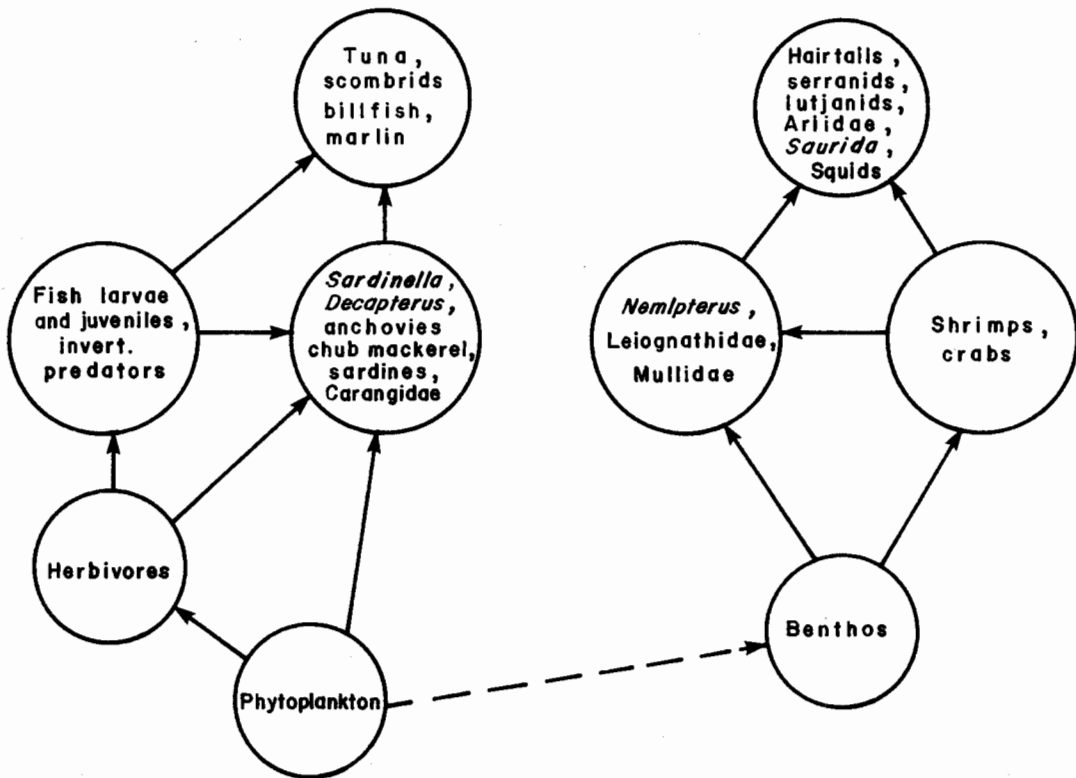 Tuna,
scombrids
billfish,
marlin
Hairtails,
serranids,
lutjanids,
Ariidae,
Saurida,
Squids
Fish larvae
and juveniles,
invert.
predators
Sardinella,
Decapterus,
anchovies
chub mackerel,
sardines,
Carangidae
Nemipterus,
Leiognathidae,
Mullidae
Shrimps,
crabs
Herbivores
Phytoplankton
Benthos